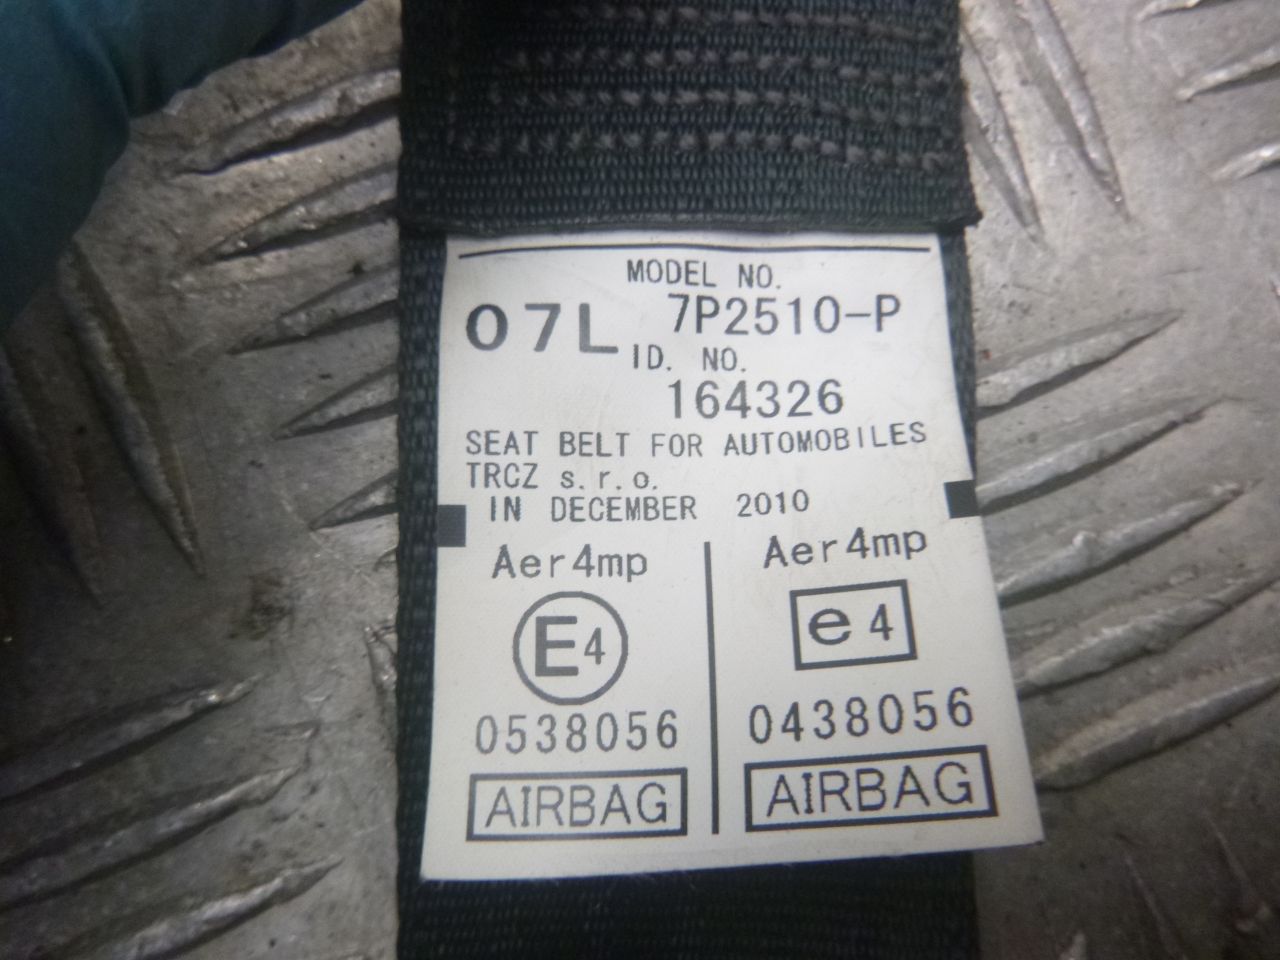 MODEL NO.
07L 7P2510-P
ID. NO.
164326
SEAT BELT FOR AUTOMOBILES
TRCZ s.r.o.
IN DECEMBER 2010
Aer4mp Aer4mp
E4 e4
0538056 0438056
AIRBAG AIRBAG